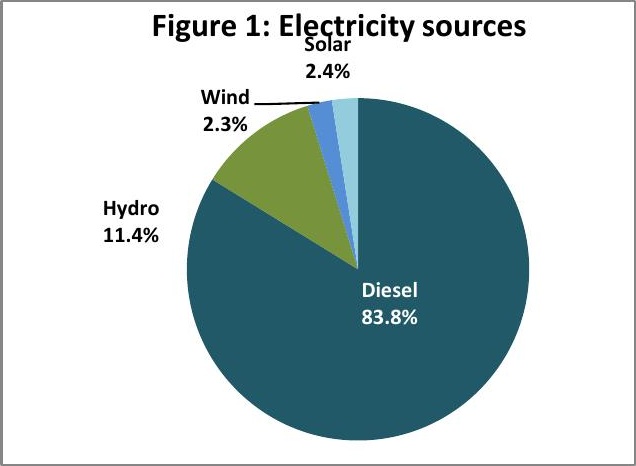 Figure 1: Electricity sources
Solar
2.4%
Wind
2.3%
Hydro
11.4%
Diesel
83.8%